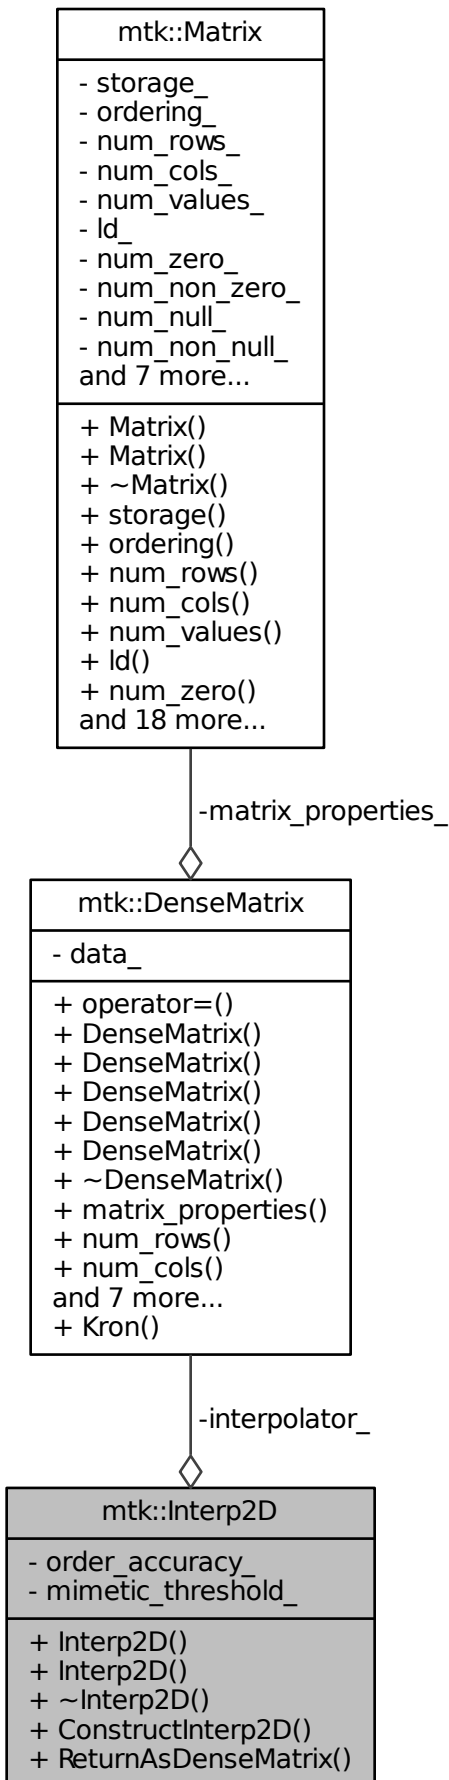 mtk::Matrix
- storage_
- ordering_
- num_rows_
- num_cols_
- num_values_
- ld_
- num_zero_
- num_non_zero_
- num_null_
- num_non_null_
and 7 more...
+ Matrix()
+ Matrix()
+ ~Matrix()
+ storage()
+ ordering()
+ num_rows()
+ num_cols()
+ num_values()
+ ld()
+ num_zero()
and 18 more...
-matrix_properties_
mtk::DenseMatrix
- data_
+ operator=()
+ DenseMatrix()
+ DenseMatrix()
+ DenseMatrix()
+ DenseMatrix()
+ DenseMatrix()
+ ~DenseMatrix()
+ matrix_properties()
+ num_rows()
+ num_cols()
and 7 more...
+ Kron()
-interpolator_
mtk::Interp2D
- order_accuracy_
- mimetic_threshold_
+ Interp2D()
+ Interp2D()
+ ~Interp2D()
+ ConstructInterp2D()
+ ReturnAsDenseMatrix()